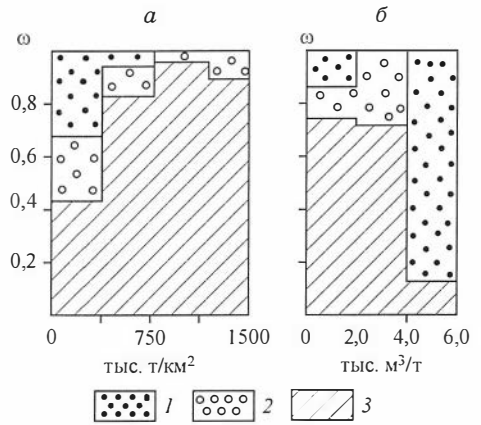 а
б
ω
ω
0,8
0,6
0,4
0,2
0 750 1500
0 2,0 4,0 6,0
тыс. т/км²
тыс. м³/т
1 2 3